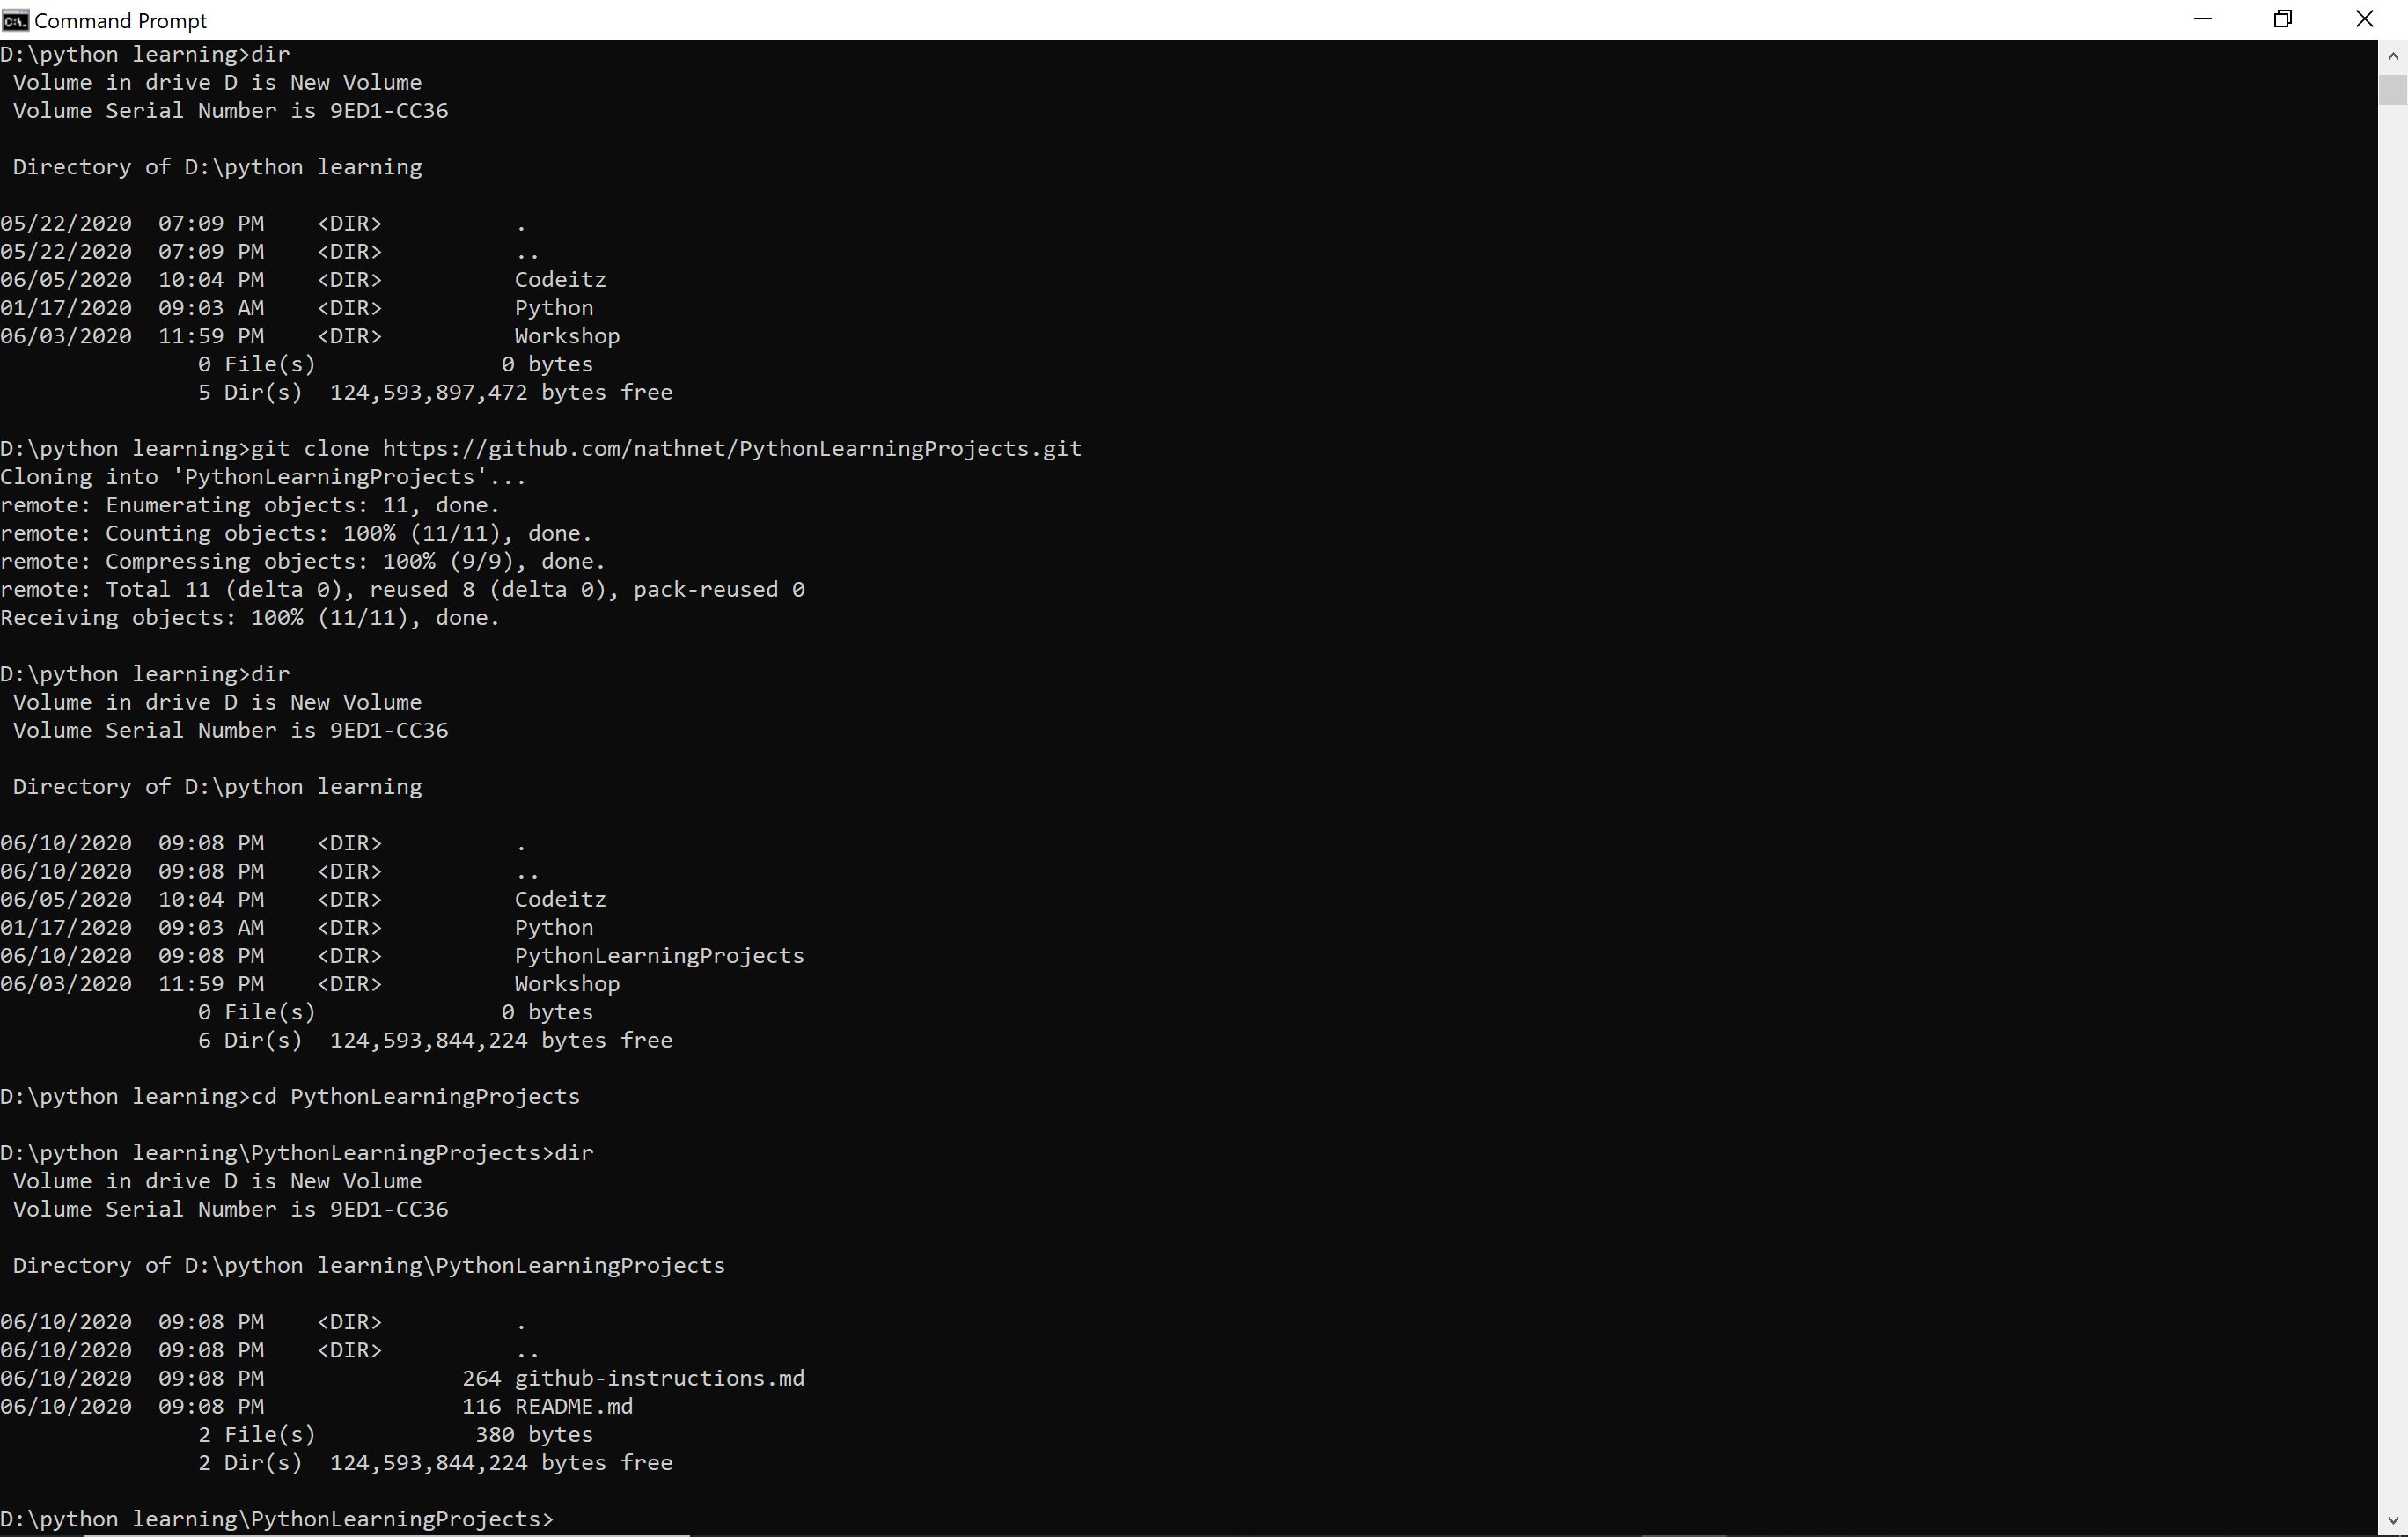 Command Prompt
D:\python learning>dir
 Volume in drive D is New Volume
 Volume Serial Number is 9ED1-CC36

 Directory of D:\python learning

05/22/2020  07:09 PM    <DIR>          .
05/22/2020  07:09 PM    <DIR>          ..
06/05/2020  10:04 PM    <DIR>          Codeitz
01/17/2020  09:03 AM    <DIR>          Python
06/03/2020  11:59 PM    <DIR>          Workshop
               0 File(s)              0 bytes
               5 Dir(s)  124,593,897,472 bytes free

D:\python learning>git clone https://github.com/nathnet/PythonLearningProjects.git
Cloning into 'PythonLearningProjects'...
remote: Enumerating objects: 11, done.
remote: Counting objects: 100% (11/11), done.
remote: Compressing objects: 100% (9/9), done.
remote: Total 11 (delta 0), reused 8 (delta 0), pack-reused 0
Receiving objects: 100% (11/11), done.

D:\python learning>dir
 Volume in drive D is New Volume
 Volume Serial Number is 9ED1-CC36

 Directory of D:\python learning

06/10/2020  09:08 PM    <DIR>          .
06/10/2020  09:08 PM    <DIR>          ..
06/05/2020  10:04 PM    <DIR>          Codeitz
01/17/2020  09:03 AM    <DIR>          Python
06/10/2020  09:08 PM    <DIR>          PythonLearningProjects
06/03/2020  11:59 PM    <DIR>          Workshop
               0 File(s)              0 bytes
               6 Dir(s)  124,593,844,224 bytes free

D:\python learning>cd PythonLearningProjects

D:\python learning\PythonLearningProjects>dir
 Volume in drive D is New Volume
 Volume Serial Number is 9ED1-CC36

 Directory of D:\python learning\PythonLearningProjects

06/10/2020  09:08 PM    <DIR>          .
06/10/2020  09:08 PM    <DIR>          ..
06/10/2020  09:08 PM               264 github-instructions.md
06/10/2020  09:08 PM               116 README.md
               2 File(s)            380 bytes
               2 Dir(s)  124,593,844,224 bytes free

D:\python learning\PythonLearningProjects>